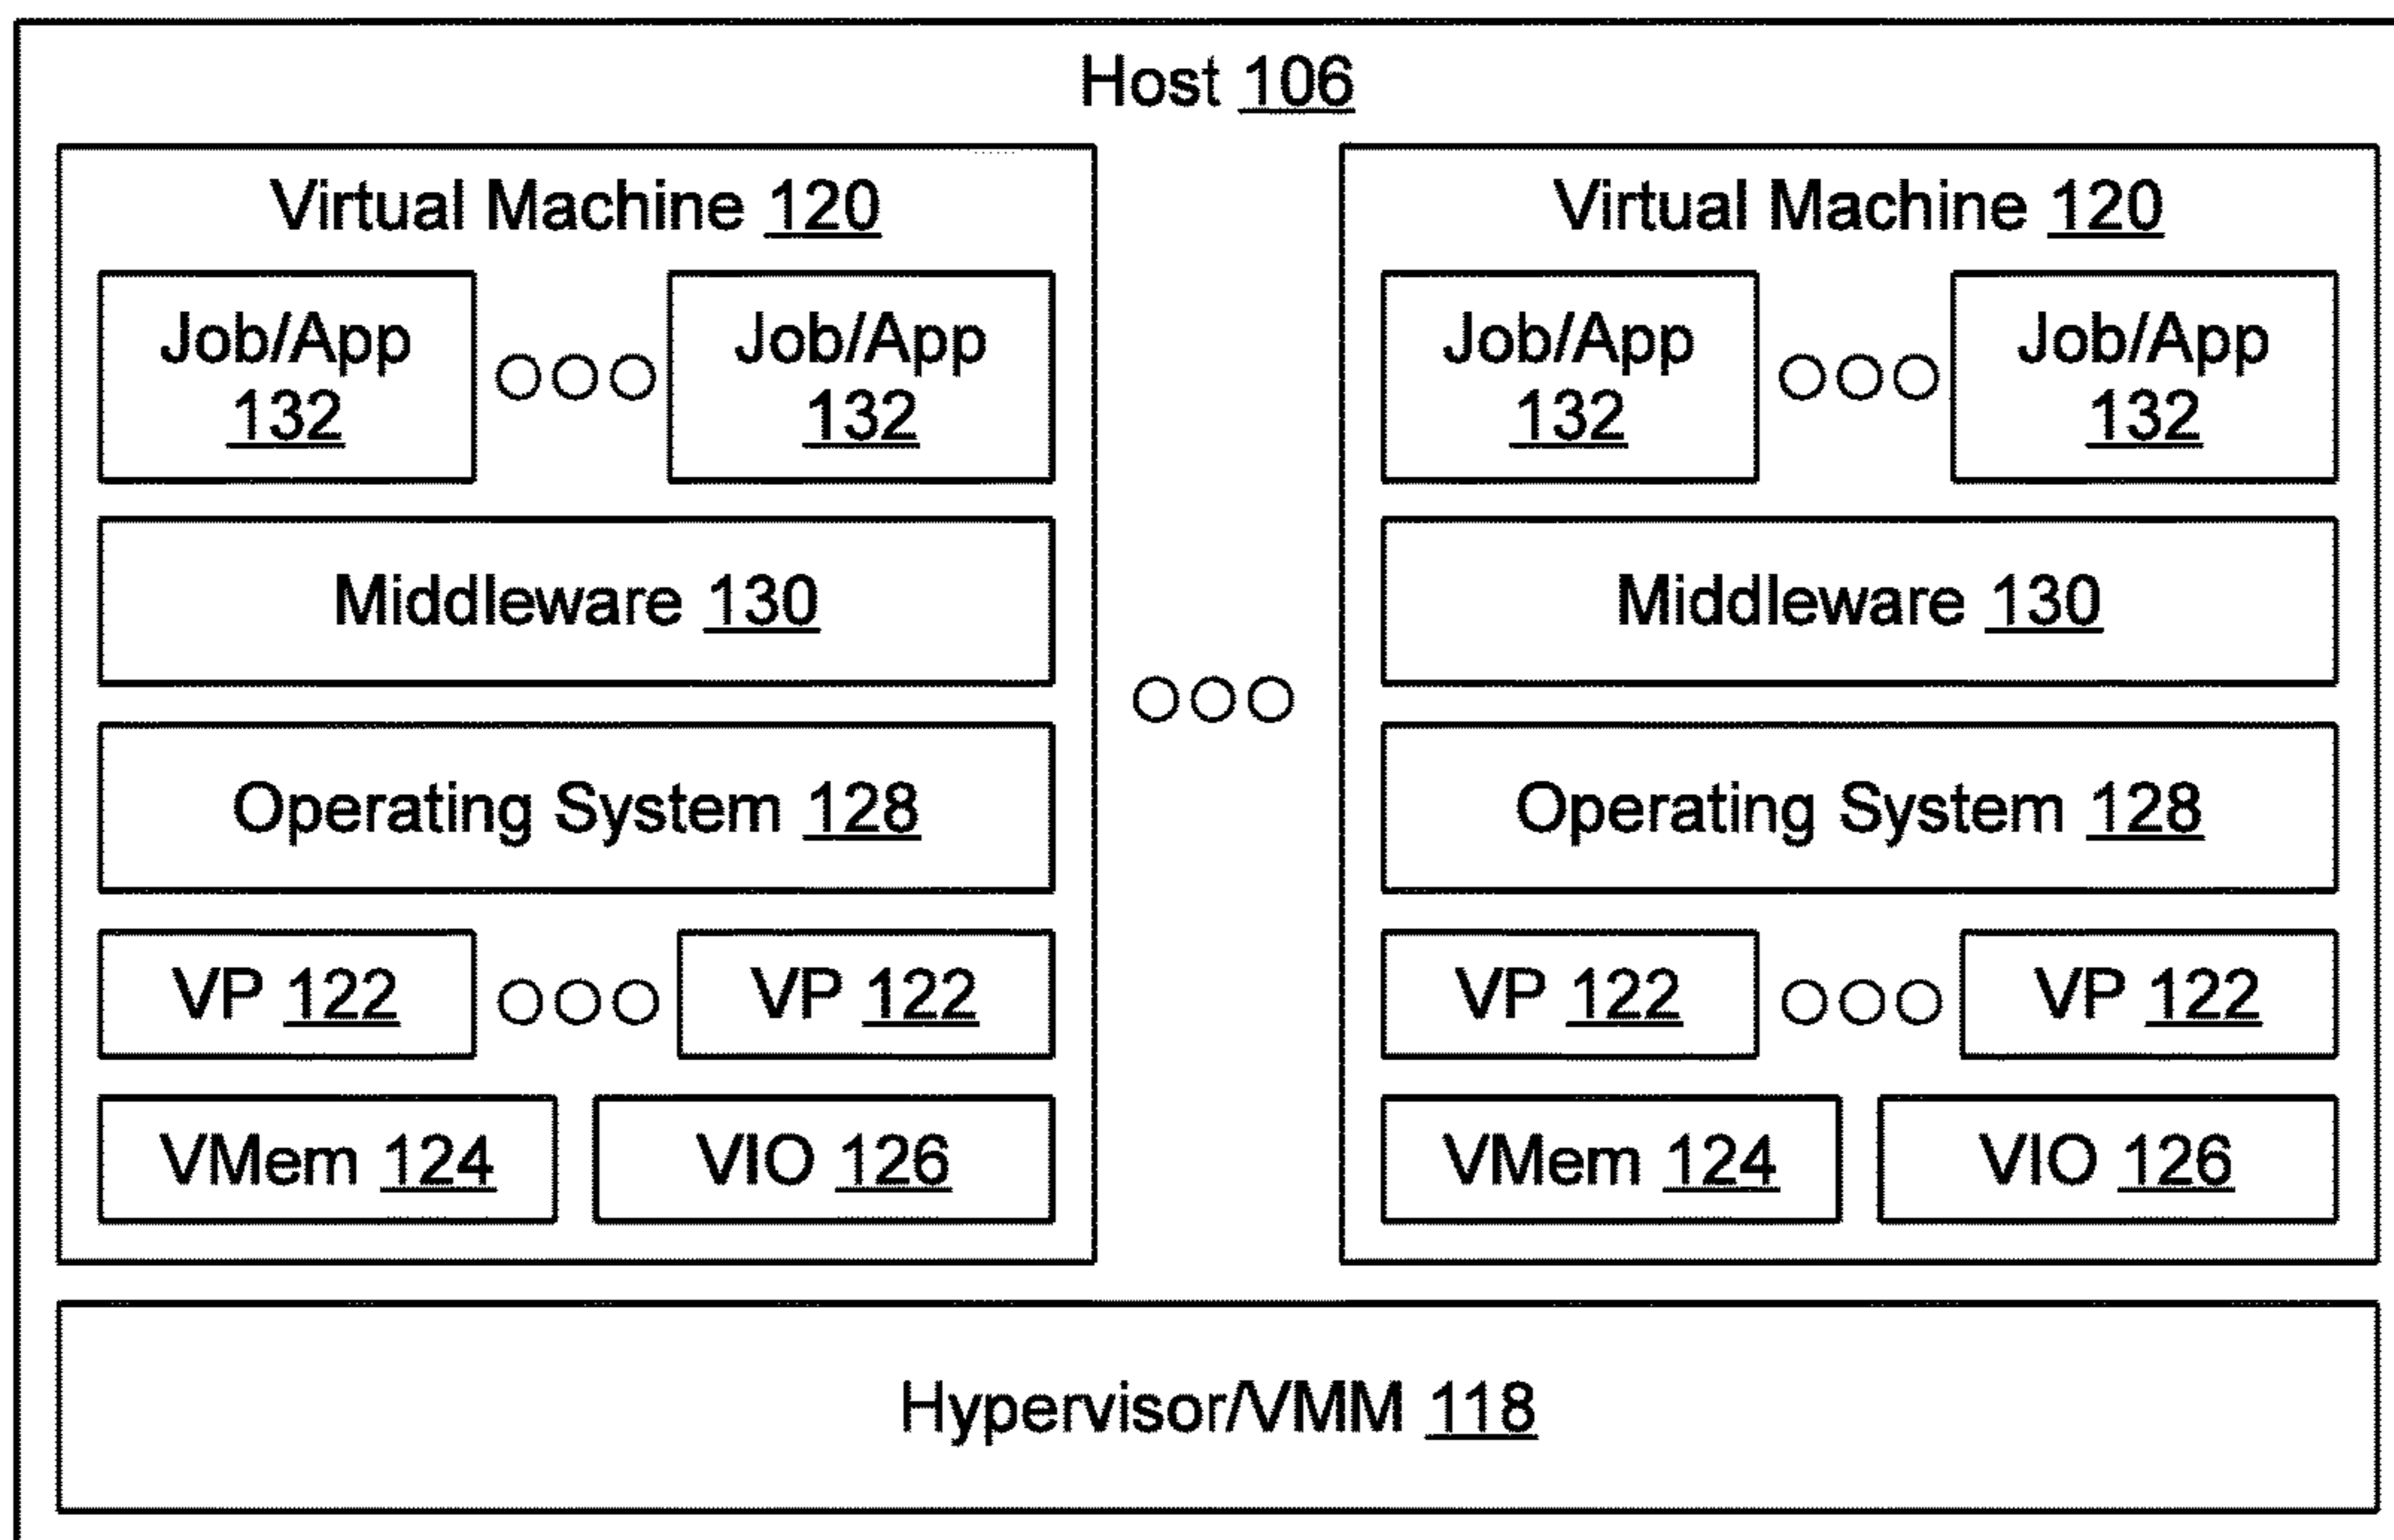 Host 106
Virtual Machine 120
Job/App
132
Job/App
132
Middleware 130
Operating System 128
VP 122
VP 122
VMem 124
VIO 126
Virtual Machine 120
Job/App
132
Job/App
132
Middleware 130
Operating System 128
VP 122
VP 122
VMem 124
VIO 126
Hypervisor/VMM 118